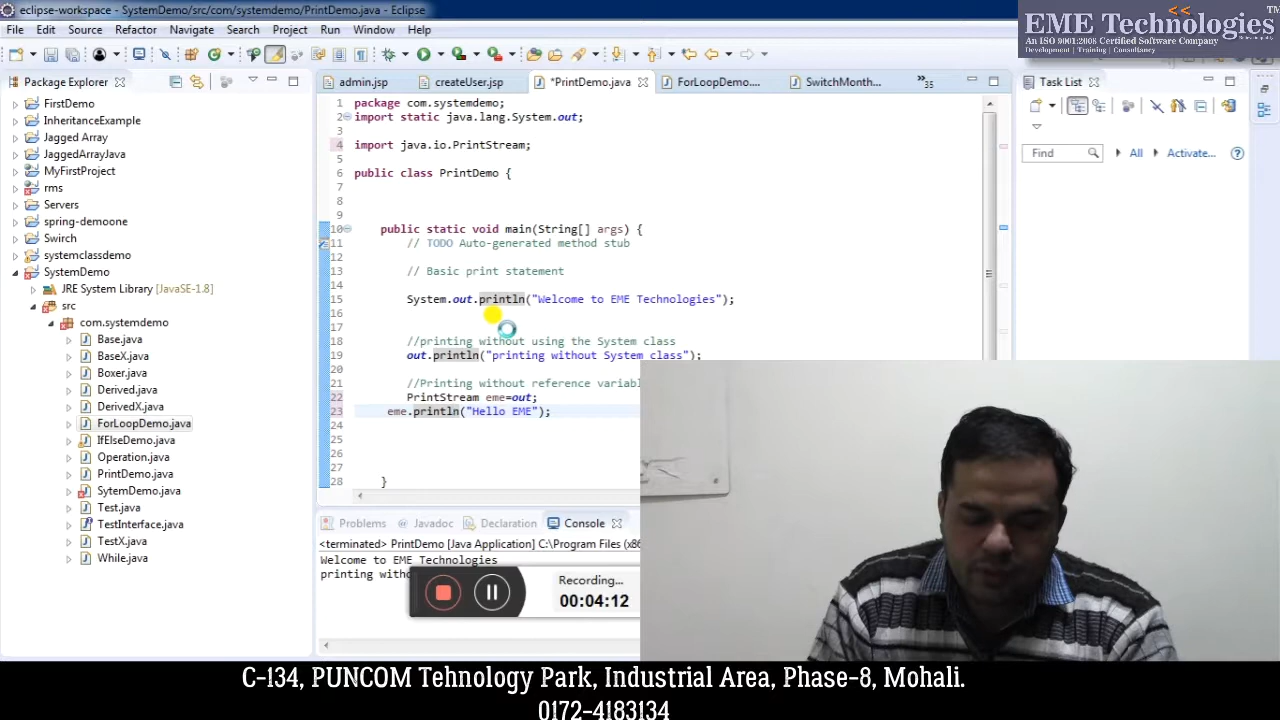 eclipse-workspace - SystemDemo/src/com/systemdemo/PrintDemo.java - Eclipse
File Edit Source Refactor Navigate Search Project Run Window Help
EME Technologies
An ISO 9001:2008 Certified Software Company
Development | Training | Consultancy
Package Explorer
FirstDemo
InheritanceExample
Jagged Array
JaggedArrayJava
MyFirstProject
rms
Servers
spring-demoone
Swirch
systemclassdemo
SystemDemo
JRE System Library [JavaSE-1.8]
src
com.systemdemo
Base.java
BaseX.java
Boxer.java
Derived.java
DerivedX.java
ForLoopDemo.java
IfElseDemo.java
Operation.java
PrintDemo.java
SytemDemo.java
Test.java
TestInterface.java
TestX.java
While.java
admin.jsp createUser.jsp *PrintDemo.java ForLoopDemo.... SwitchMonth... »35
1 package com.systemdemo;
2 import static java.lang.System.out;
3
4 import java.io.PrintStream;
5
6 public class PrintDemo {
7
8
9
10 public static void main(String[] args) {
11 // TODO Auto-generated method stub
12
13 // Basic print statement
14
15 System.out.println("Welcome to EME Technologies");
16
17
18 //printing without using the System class
19 out.println("printing without System class");
20
21 //Printing without reference variabl
22 PrintStream eme=out;
23 eme.println("Hello EME");
24
25
26
27
28 }
Problems Javadoc Declaration Console
<terminated> PrintDemo [Java Application] C:\Program Files (x86
Welcome to EME Technologies
printing witho
Recording...
00:04:12
Task List
Find All Activate...
C-134, PUNCOM Tehnology Park, Industrial Area, Phase-8, Mohali.
0172-4183134